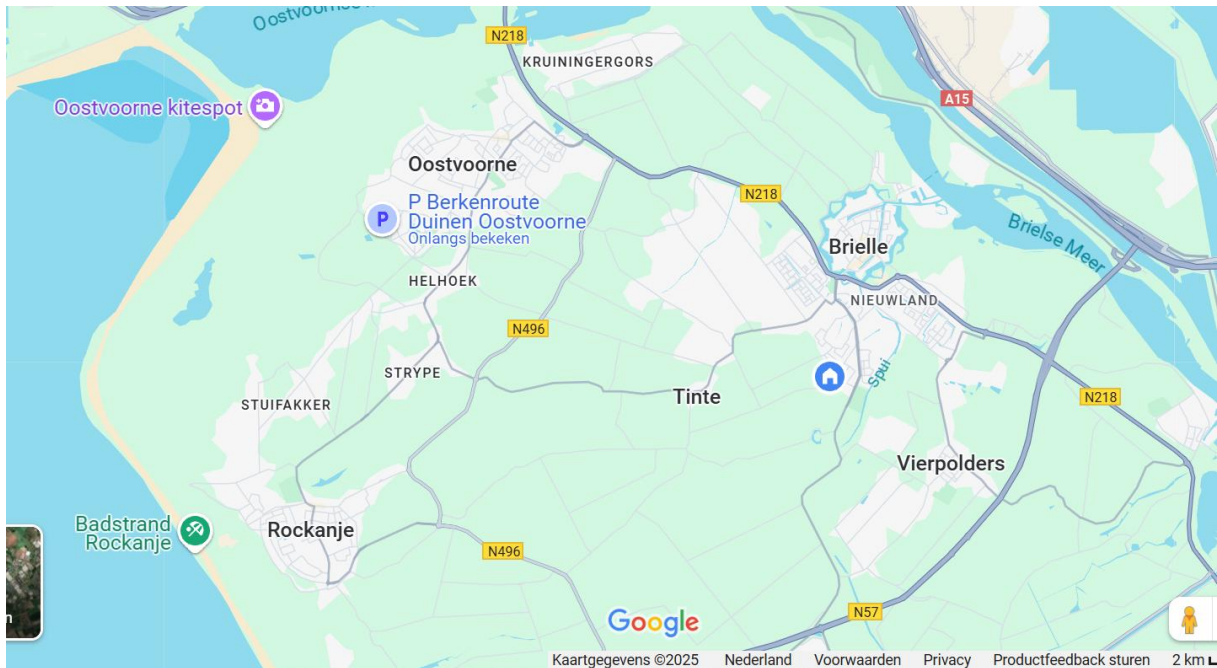 Oostvoorns
N218
KRUININGERGORS
A15
Oostvoorne kitespot
Oostvoorne
P Berkenroute
Duinen Oostvoorne
Onlangs bekeken
P
N218
Brielle
Brielse Meer
HELHOEK
NIEUWLAND
N496
STRYPE
Spui
Tinte
STUIFAKKER
N218
Vierpolders
Badstrand
Rockanje
Rockanje
N496
N57
Google
Kaartgegevens ©2025 Nederland Voorwaarden Privacy Productfeedback sturen 2 km